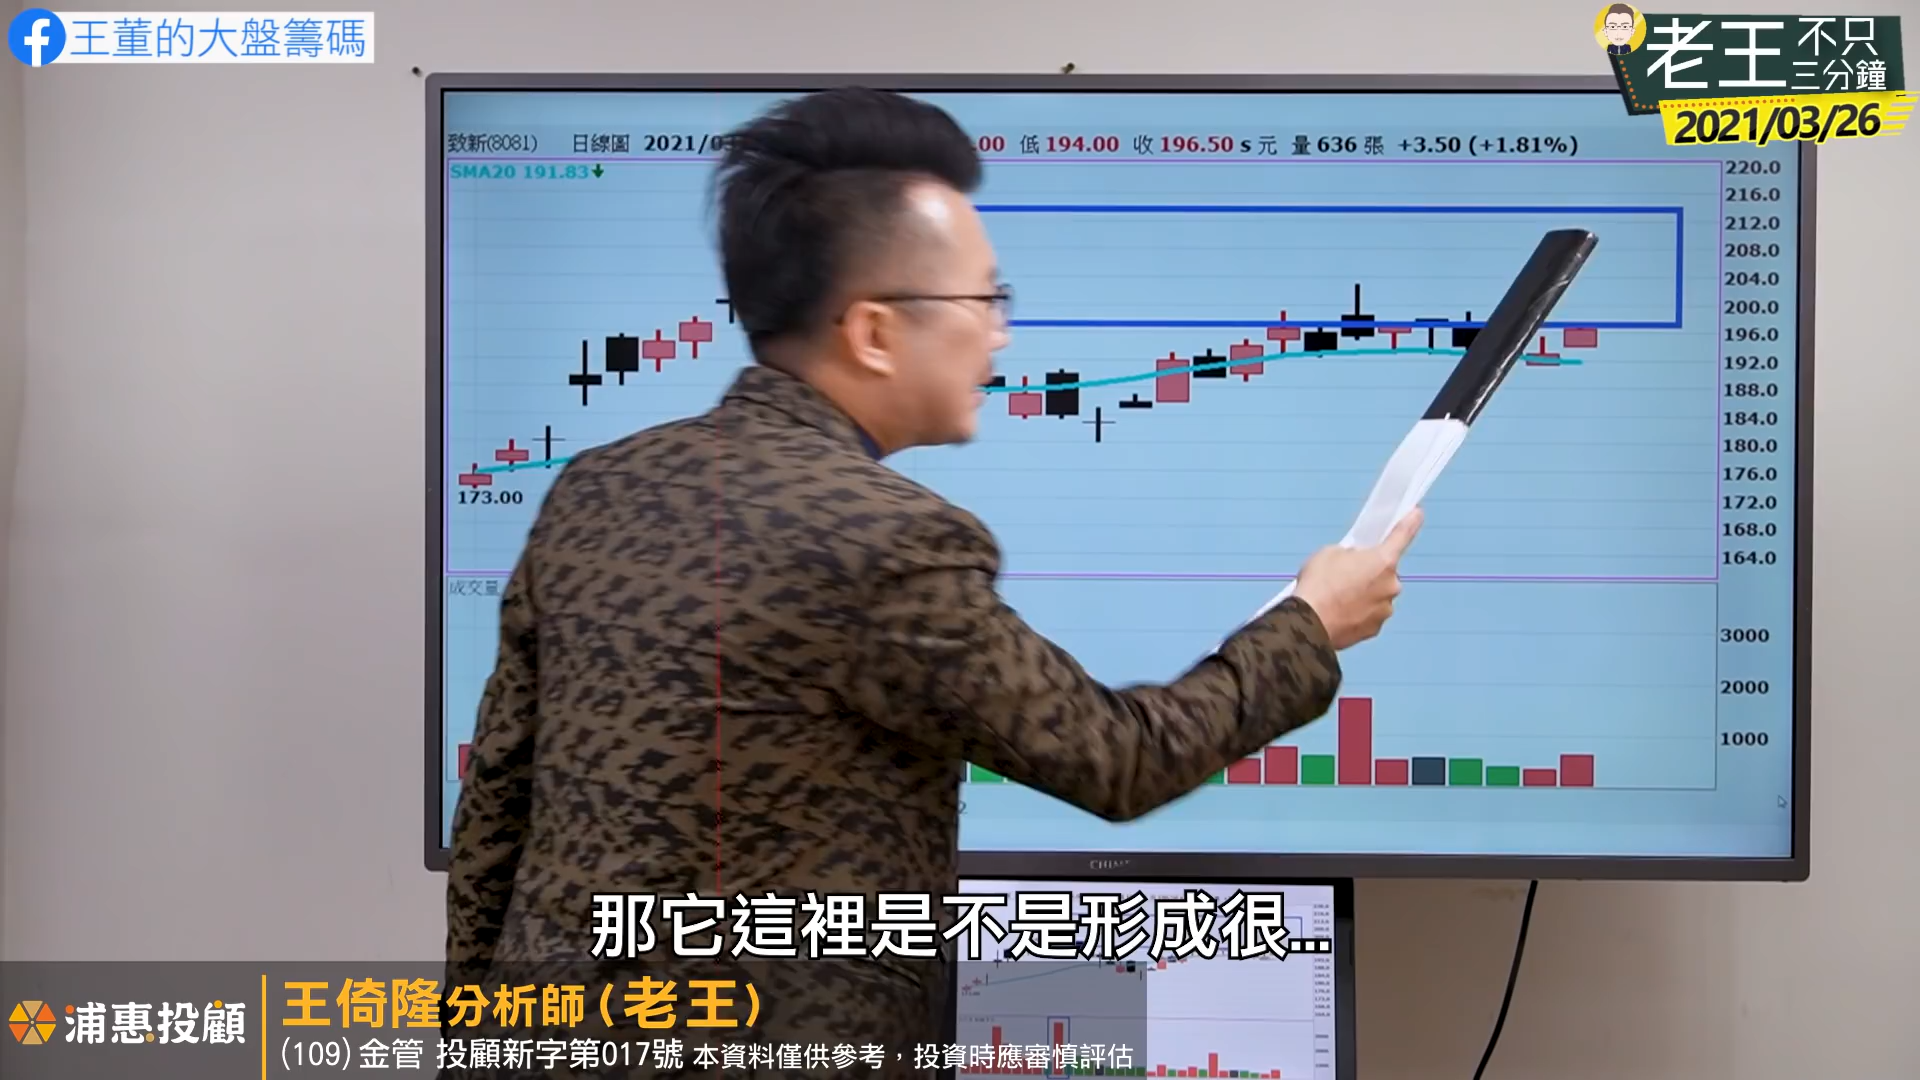 王董的大盤籌碼
老王 不只三分鐘
2021/03/26
致新(8081) 日線圖 2021/0 .00 低 194.00 收 196.50 s 元 量 636 張 +3.50 (+1.81%)
SMA20 191.83
220.0
216.0
212.0
208.0
204.0
200.0
196.0
192.0
188.0
184.0
180.0
176.0
172.0
168.0
164.0
173.00
成交量
3000
2000
1000
那它這裡是不是形成很...
浦惠投顧
王倚隆分析師(老王)
(109)金管 投顧新字第017號 本資料僅供參考，投資時應審慎評估